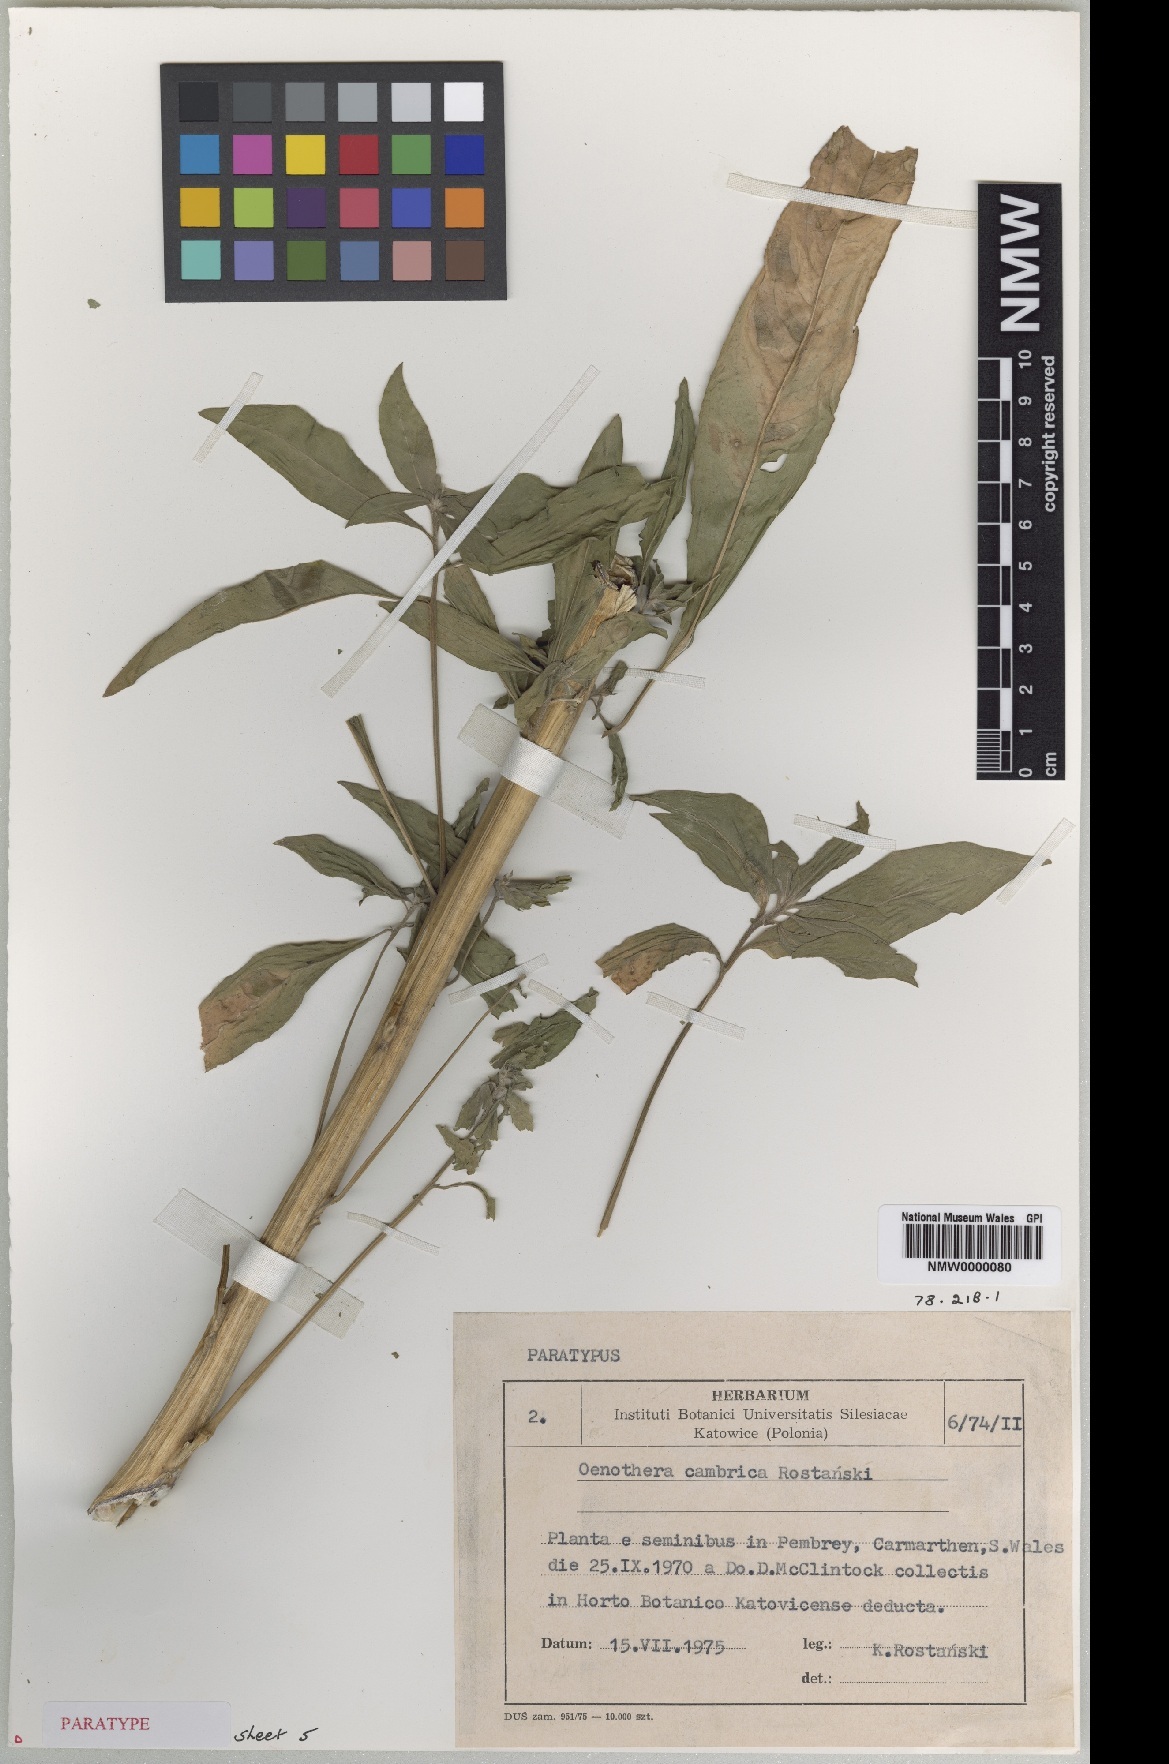 NMW
copyright reserved
0 1 2 3 4 5 6 7 8 9 10
cm
National Museum Wales GPI
NMW0000080
78.218.1
PARATYPUS
2.
HERBARIUM
Instituti Botanici Universitatis Silesiacae
Katowice (Polonia)
6/74/II
Oenothera cambrica Rostański
Planta e seminibus in Pembrey, Carmarthen,S.Wales
die 25.IX.1970 a Do.D.McClintock collectis
in Horto Botanico Katovicense deducta.
Datum: 15.VII.1975 leg.: K.Rostański
det.:
DUŚ zam. 951/75 — 10.000 szt.
PARATYPE
sheet 5